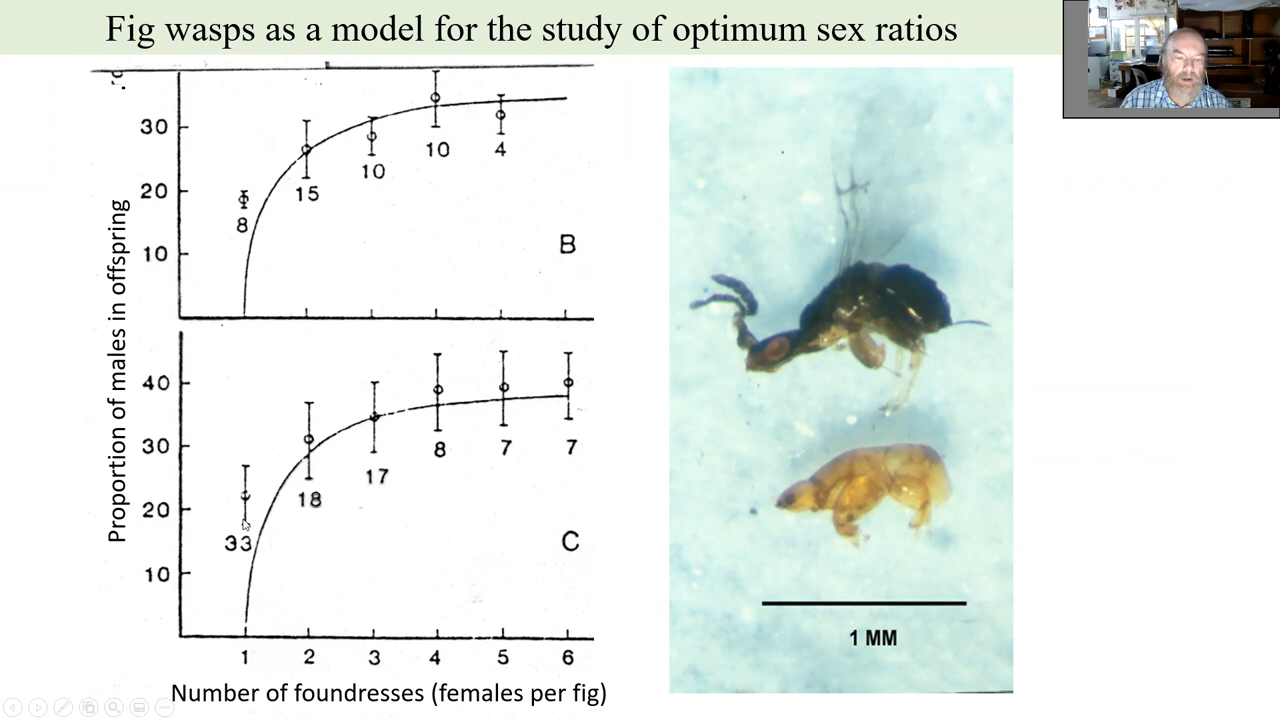 Fig wasps as a model for the study of optimum sex ratios
Proportion of males in offspring
30
20
10
8
15
10
10
4
B
40
30
20
10
33
18
17
8
7
7
C
1 2 3 4 5 6
Number of foundresses (females per fig)
1 MM